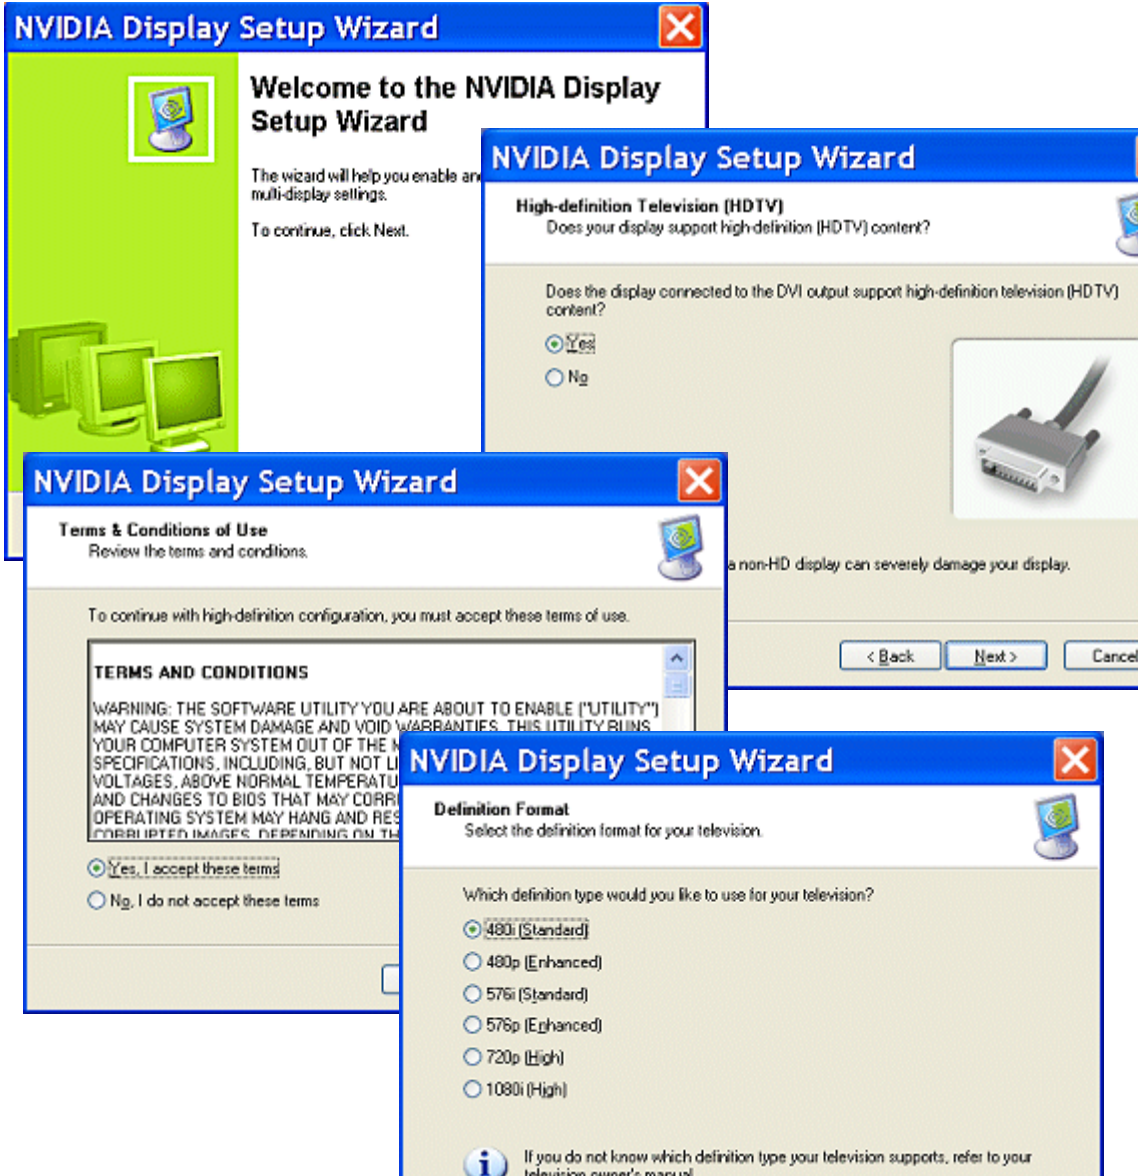 NVIDIA Display Setup Wizard
Welcome to the NVIDIA Display
Setup Wizard
The wizard will help you enable and
multi-display settings.
To continue, click Next.
NVIDIA Display Setup Wizard
High-definition Television (HDTV)
Does your display support high-definition (HDTV) content?
Does the display connected to the DVI output support high-definition television (HDTV)
content?
Yes
No
a non-HD display can severely damage your display.
< Back
Next >
Cancel
NVIDIA Display Setup Wizard
Terms & Conditions of Use
Review the terms and conditions.
To continue with high-definition configuration, you must accept these terms of use.
TERMS AND CONDITIONS
WARNING: THE SOFTWARE UTILITY YOU ARE ABOUT TO ENABLE ("UTILITY")
MAY CAUSE SYSTEM DAMAGE AND VOID WARRANTIES. THIS UTILITY RUNS
YOUR COMPUTER SYSTEM OUT OF THE
SPECIFICATIONS, INCLUDING, BUT NOT
VOLTAGES, ABOVE NORMAL
AND CHANGES TO BIOS THAT MAY
OPERATING SYSTEM MAY HANG AND
CORRUPTED IMAGES. DEPENDING ON
Yes, I accept these terms
No, I do not accept these terms
NVIDIA Display Setup Wizard
Definition Format
Select the definition format for your television.
Which definition type would you like to use for your television?
480i (Standard)
480p (Enhanced)
576i (Standard)
576p (Enhanced)
720p (High)
1080i (High)
If you do not know which definition type your television supports, refer to your
television owner's manual.